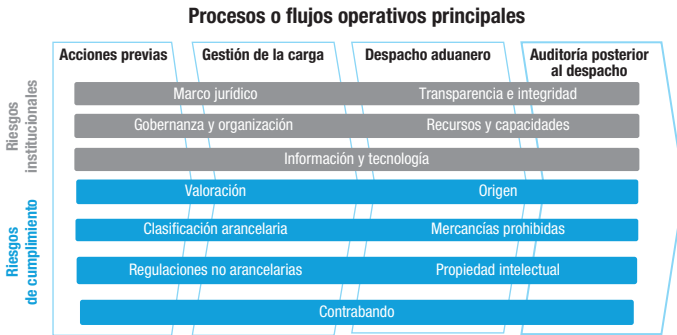 Procesos o flujos operativos principales
Acciones previas
Gestión de la carga
Despacho aduanero
Auditoría posterior
al despacho
Riesgos
institucionales
Marco jurídico
Transparencia e integridad
Gobernanza y organización
Recursos y capacidades
Información y tecnología
Riesgos
de cumplimiento
Valoración
Origen
Clasificación arancelaria
Mercancías prohibidas
Regulaciones no arancelarias
Propiedad intelectual
Contrabando